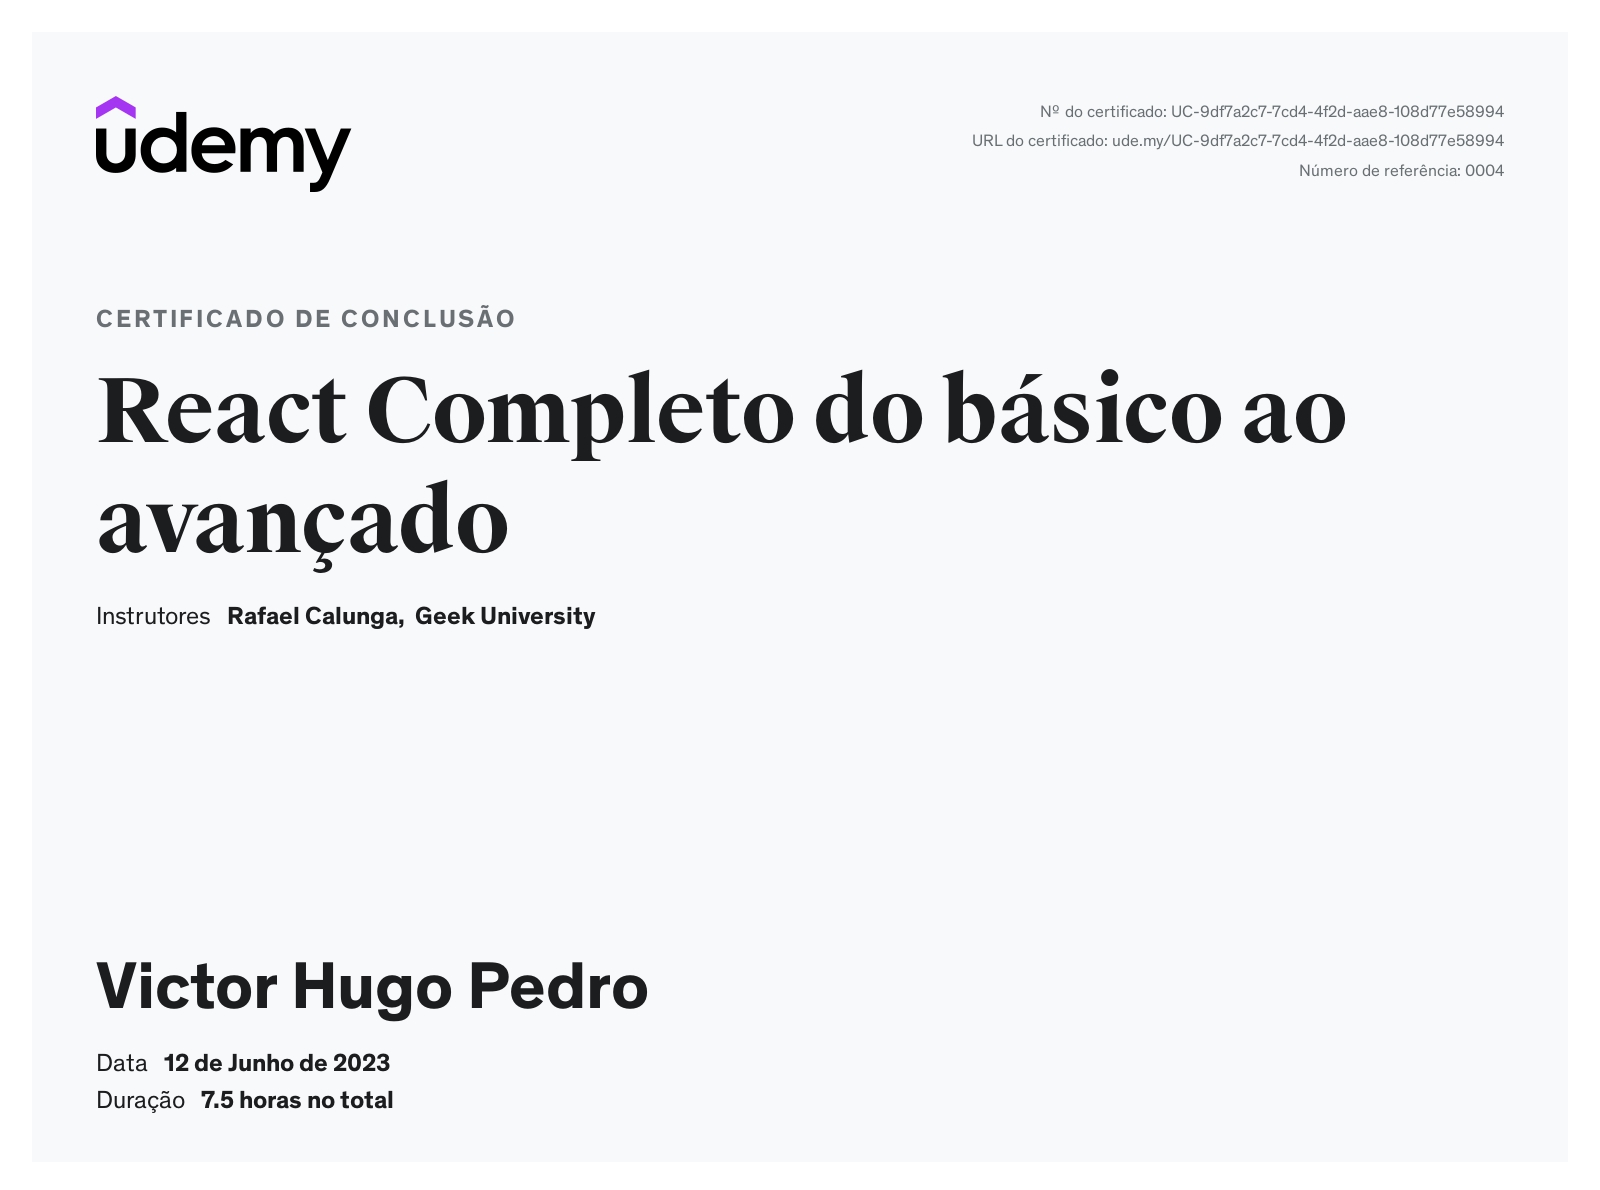 udemy
Nº do certificado: UC-9df7a2c7-7cd4-4f2d-aae8-108d77e58994
URL do certificado: ude.my/UC-9df7a2c7-7cd4-4f2d-aae8-108d77e58994
Número de referência: 0004
CERTIFICADO DE CONCLUSÃO
React Completo do básico ao
avançado
Instrutores Rafael Calunga, Geek University
Victor Hugo Pedro
Data 12 de Junho de 2023
Duração 7.5 horas no total